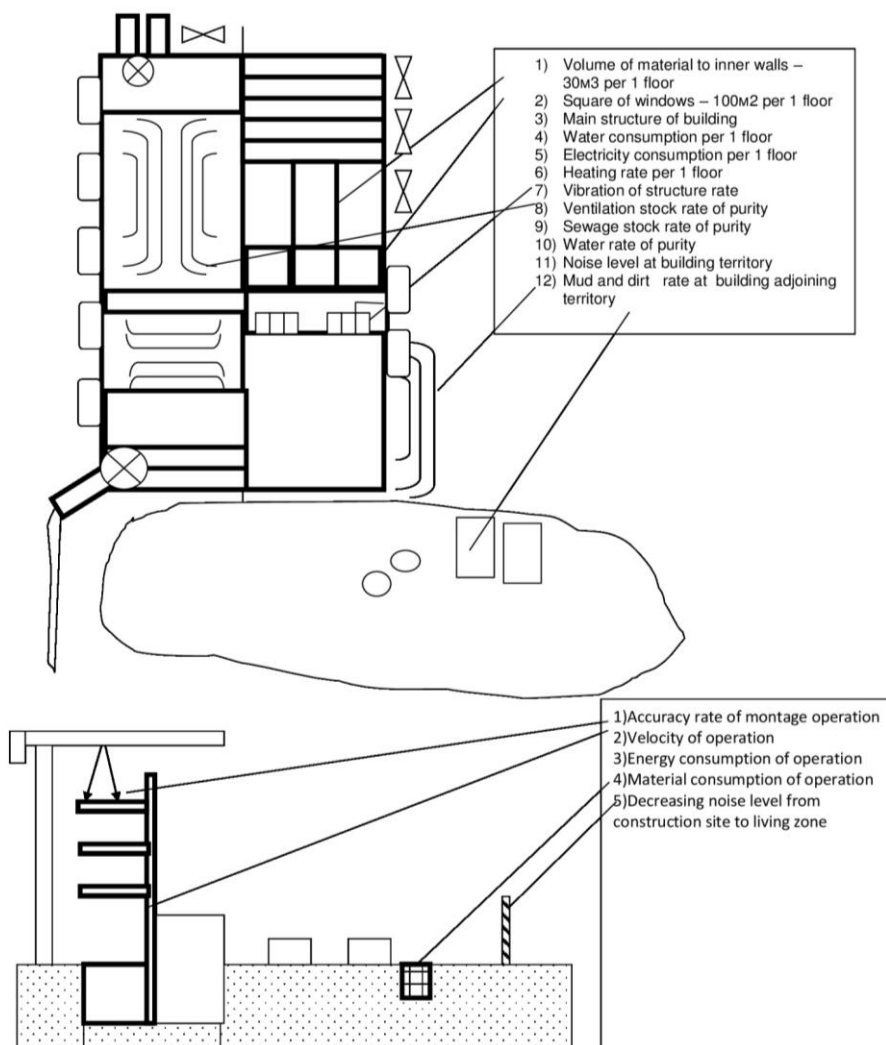 1) Volume of material to inner walls –
30м3 per 1 floor
2) Square of windows – 100м2 per 1 floor
3) Main structure of building
4) Water consumption per 1 floor
5) Electricity consumption per 1 floor
6) Heating rate per 1 floor
7) Vibration of structure rate
8) Ventilation stock rate of purity
9) Sewage stock rate of purity
10) Water rate of purity
11) Noise level at building territory
12) Mud and dirt rate at building adjoining
territory
1)Accuracy rate of montage operation
2)Velocity of operation
3)Energy consumption of operation
4)Material consumption of operation
5)Decreasing noise level from
construction site to living zone